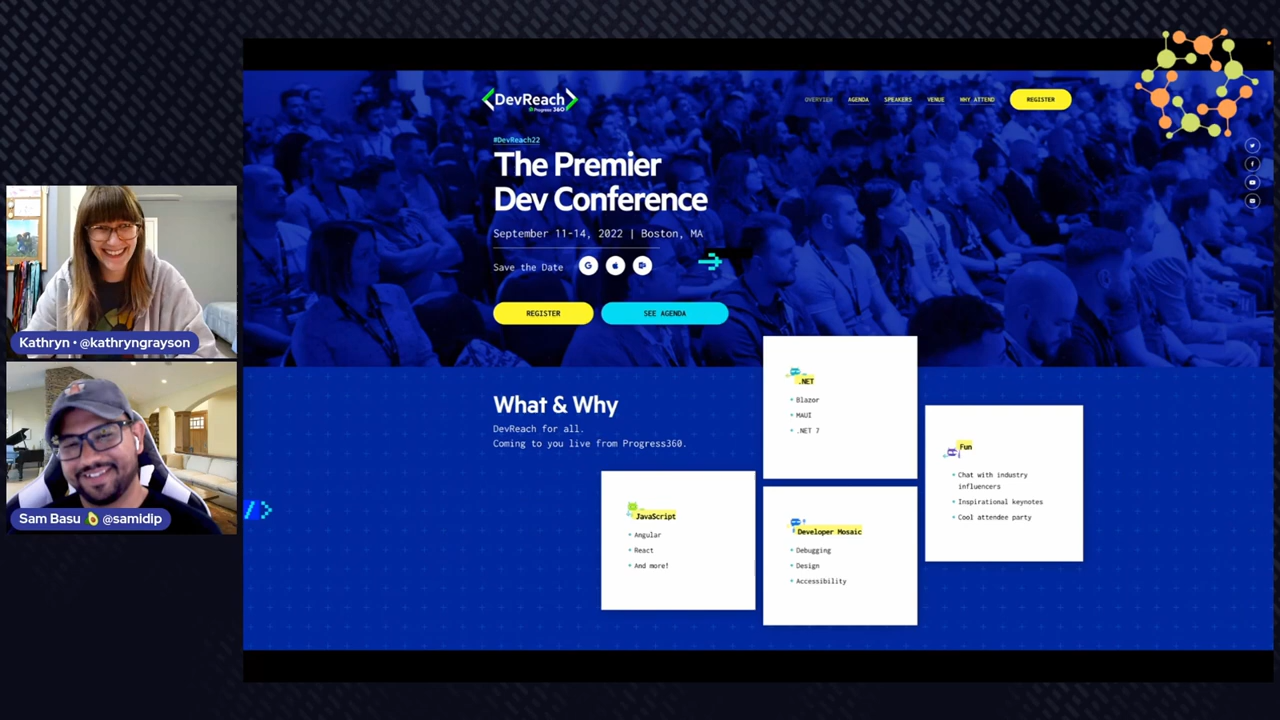 DevReach
@ Progress 360
OVERVIEW
AGENDA
SPEAKERS
VENUE
WHY ATTEND
REGISTER
#DevReach22
The Premier
Dev Conference
September 11-14, 2022 | Boston, MA
Save the Date
REGISTER
SEE AGENDA
Kathryn • @kathryngrayson
Sam Basu 🥑 @samidip
What & Why
DevReach for all.
Coming to you live from Progress360.
.NET
Blazor
MAUI
.NET 7
Fun
Chat with industry
influencers
Inspirational keynotes
Cool attendee party
JavaScript
Angular
React
And more!
Developer Mosaic
Debugging
Design
Accessibility